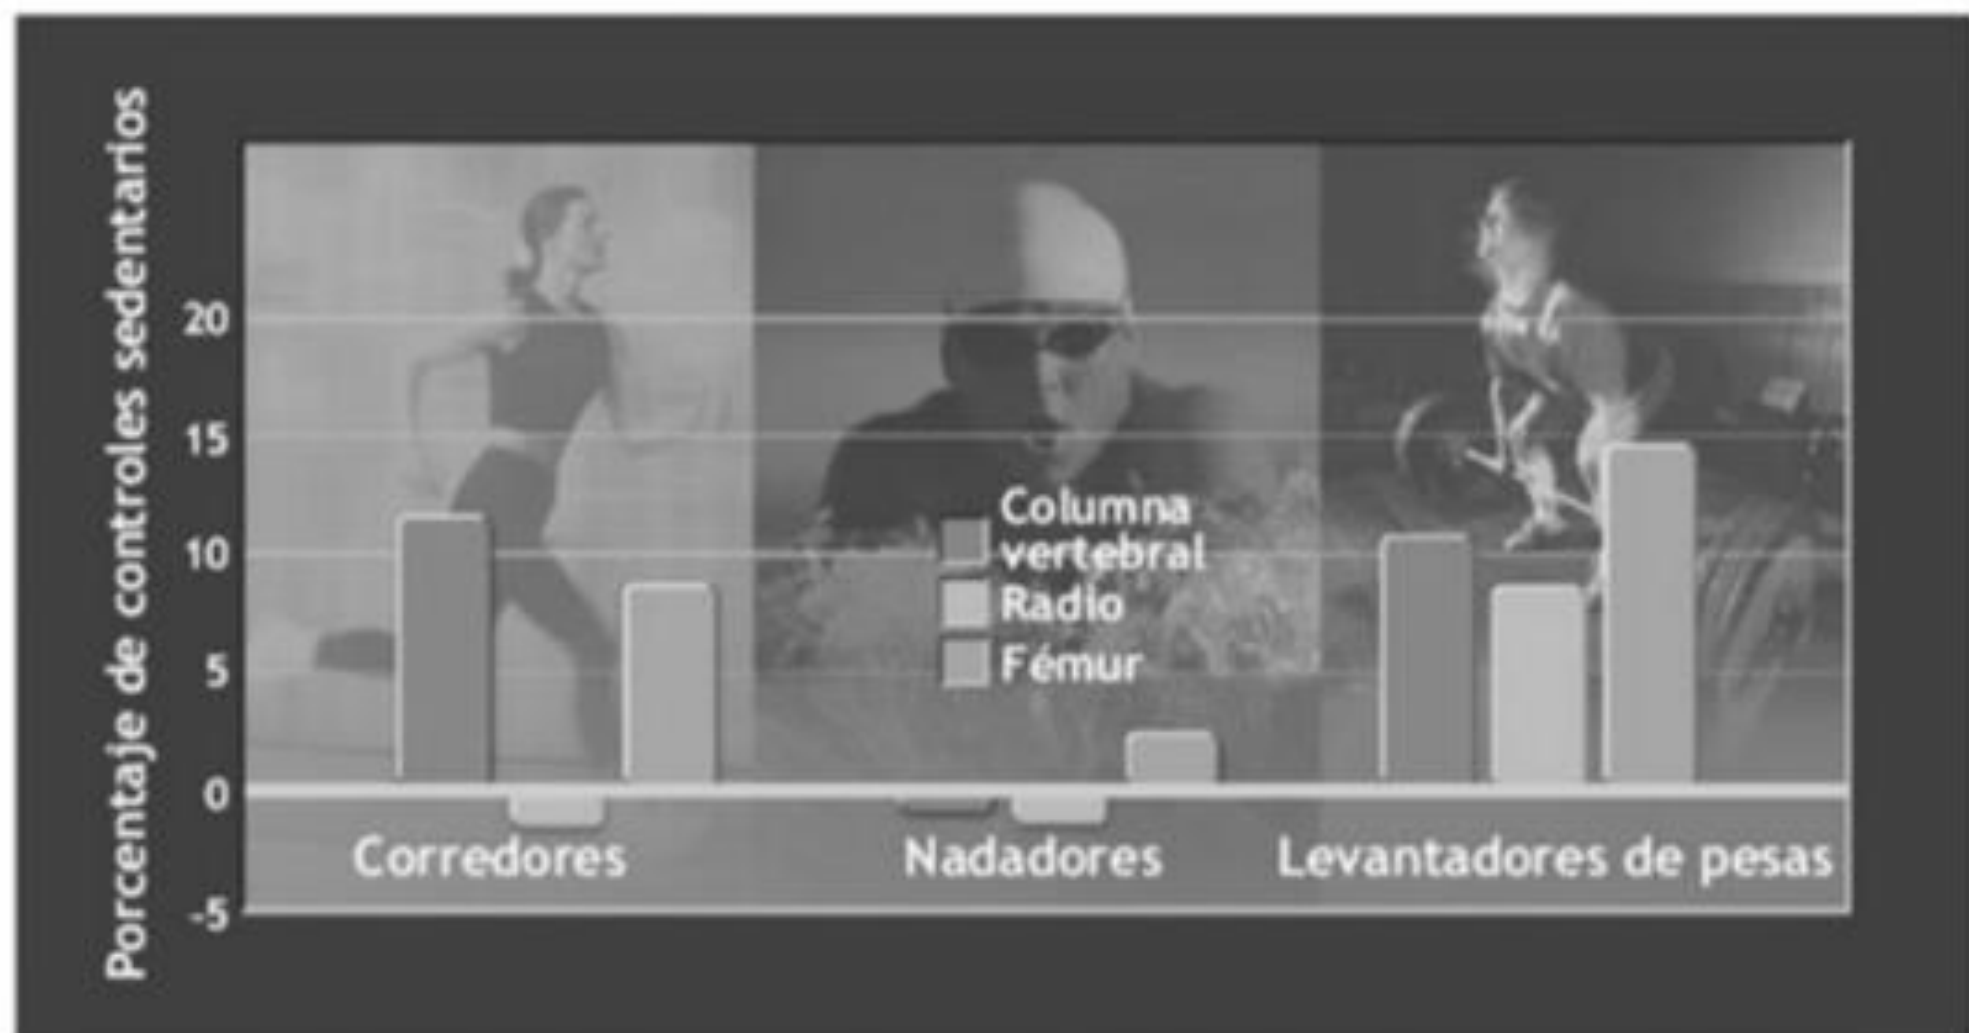 Porcentaje de controles sedentarios
20
15
10
5
0
-5
Columna
vertebral
Radio
Fémur
Corredores
Nadadores
Levantadores de pesas